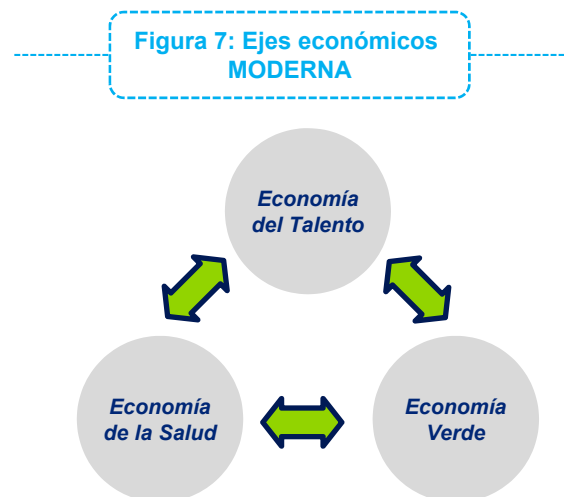 Figura 7: Ejes económicos
MODERNA
Economía
del Talento
Economía
de la Salud
Economía
Verde